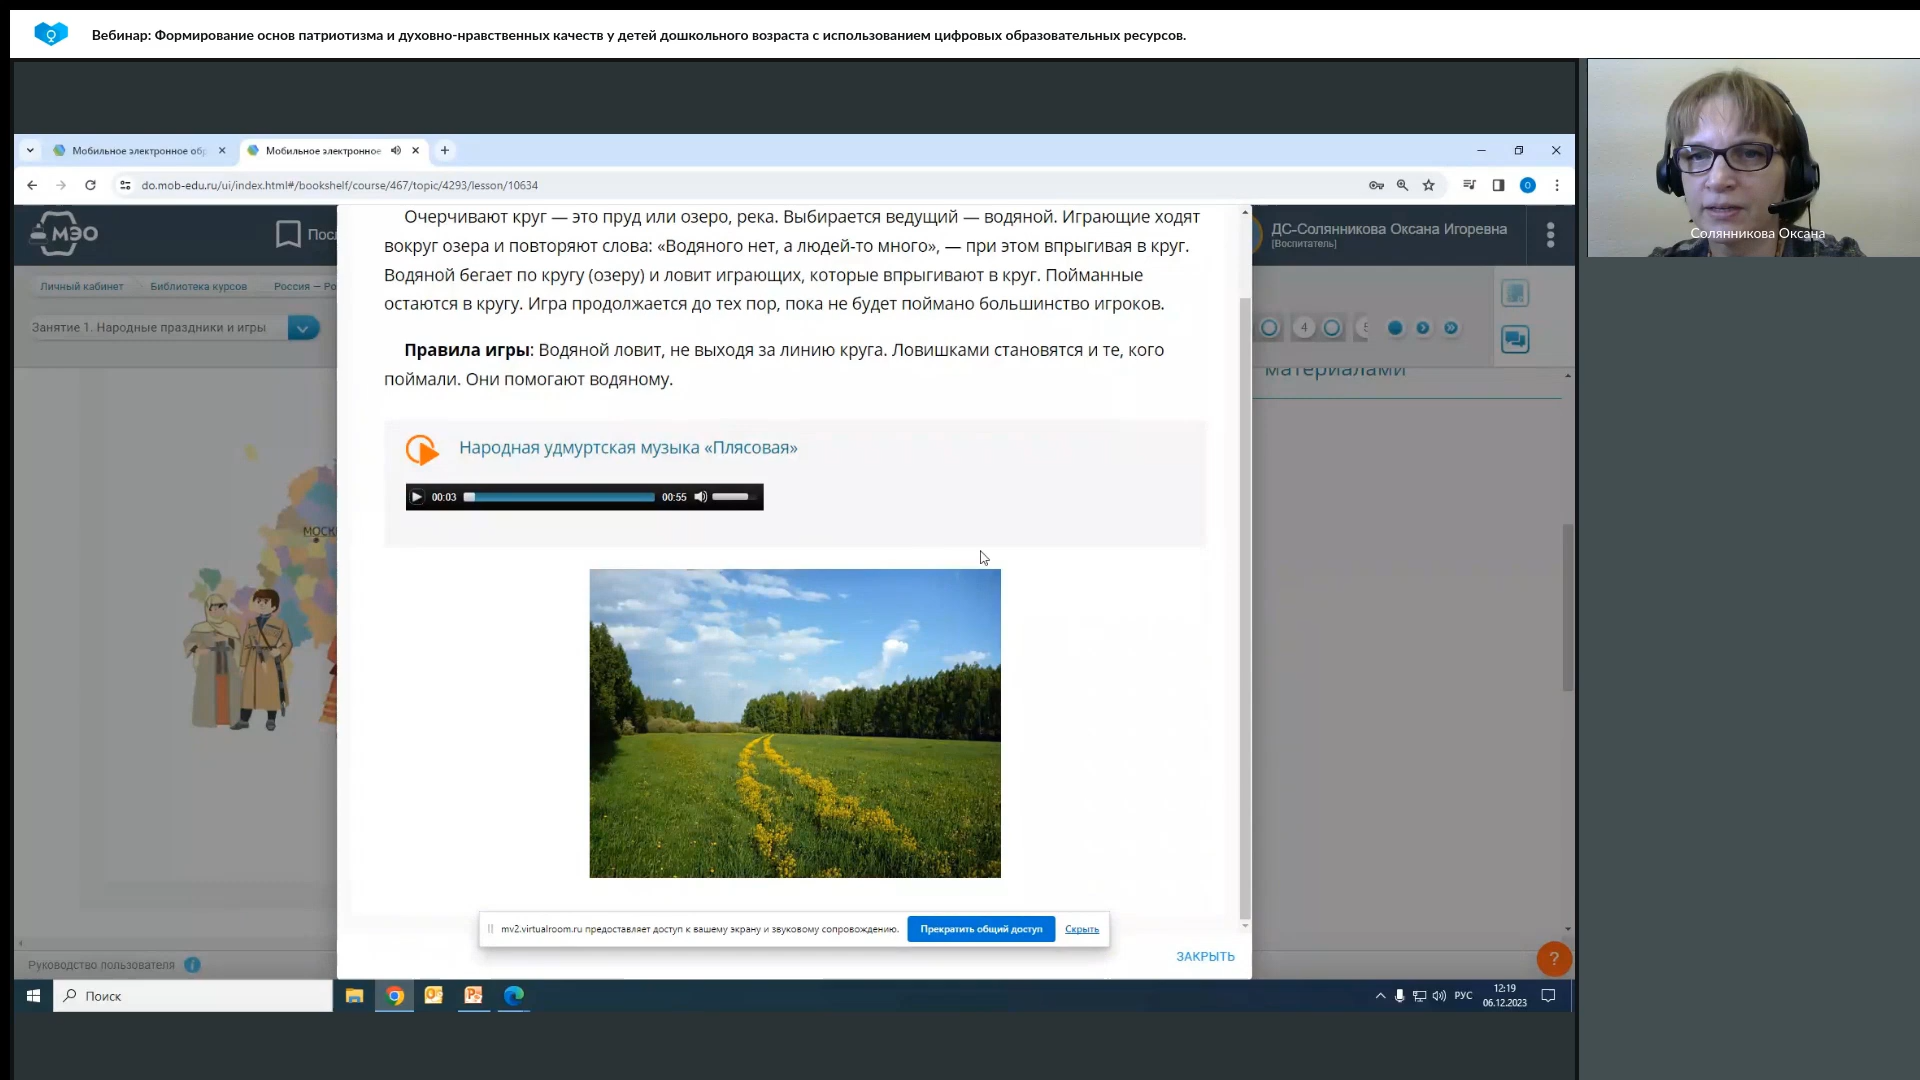 Вебинар: Формирование основ патриотизма и духовно-нравственных качеств у детей дошкольного возраста с использованием цифровых образовательных ресурсов.
Солянникова Оксана
Мобильное электронное обр
Мобильное электронное
do.mob-edu.ru/ui/index.html#/bookshelf/course/467/topic/4293/lesson/10634
О
МЭО
Посл
ДС-Солянникова Оксана Игоревна
[Воспитатель]
Личный кабинет
Библиотека курсов
Россия — Ро
Занятие 1. Народные праздники и игры
4
5
материалами
МОСК
Очерчивают круг — это пруд или озеро, река. Выбирается ведущий — водяной. Играющие ходят
вокруг озера и повторяют слова: «Водяного нет, а людей-то много», — при этом впрыгивая в круг.
Водяной бегает по кругу (озеру) и ловит играющих, которые впрыгивают в круг. Пойманные
остаются в кругу. Игра продолжается до тех пор, пока не будет поймано большинство игроков.
Правила игры: Водяной ловит, не выходя за линию круга. Ловишками становятся и те, кого
поймали. Они помогают водяному.
Народная удмуртская музыка «Плясовая»
00:03
00:55
mv2.virtualroom.ru предоставляет доступ к вашему экрану и звуковому сопровождению.
Прекратить общий доступ
Скрыть
ЗАКРЫТЬ
Руководство пользователя
i
?
Поиск
РУС
12:19
06.12.2023